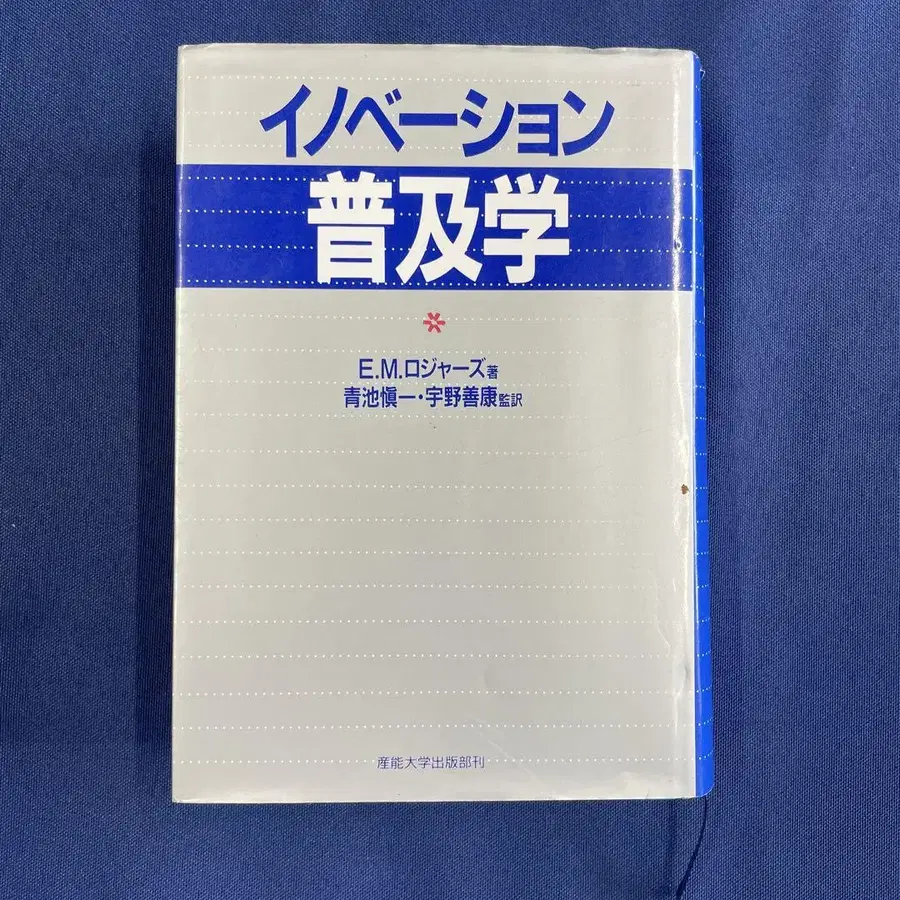 イノベーション
普及学
E.M.ロジャーズ著
青池愼一・宇野善康監訳
産能大学出版部刊